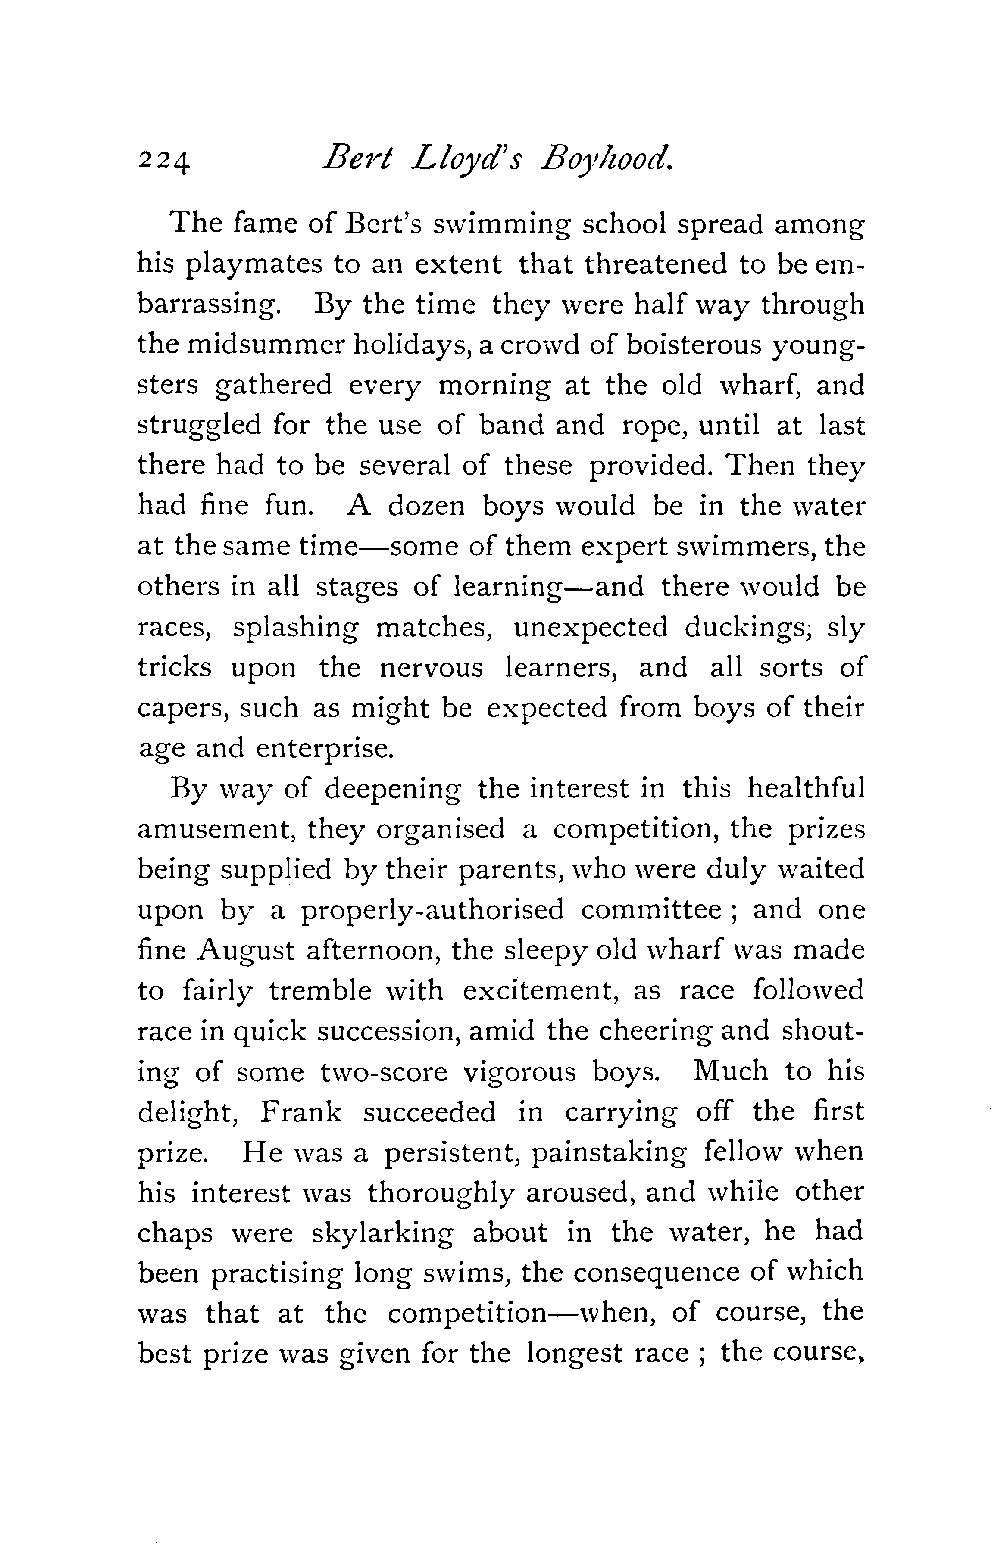 224 Bert Lloyd's Boyhood.
The fame of Bert's swimming school spread among
his playmates to an extent that threatened to be em-
barrassing. By the time they were half way through
the midsummer holidays, a crowd of boisterous young-
sters gathered every morning at the old wharf, and
struggled for the use of band and rope, until at last
there had to be several of these provided. Then they
had fine fun. A dozen boys would be in the water
at the same time—some of them expert swimmers, the
others in all stages of learning—and there would be
races, splashing matches, unexpected duckings; sly
tricks upon the nervous learners, and all sorts of
capers, such as might be expected from boys of their
age and enterprise.
By way of deepening the interest in this healthful
amusement, they organised a competition, the prizes
being supplied by their parents, who were duly waited
upon by a properly-authorised committee ; and one
fine August afternoon, the sleepy old wharf was made
to fairly tremble with excitement, as race followed
race in quick succession, amid the cheering and shout-
ing of some two-score vigorous boys. Much to his
delight, Frank succeeded in carrying off the first
prize. He was a persistent, painstaking fellow when
his interest was thoroughly aroused, and while other
chaps were skylarking about in the water, he had
been practising long swims, the consequence of which
was that at the competition—when, of course, the
best prize was given for the longest race ; the course,